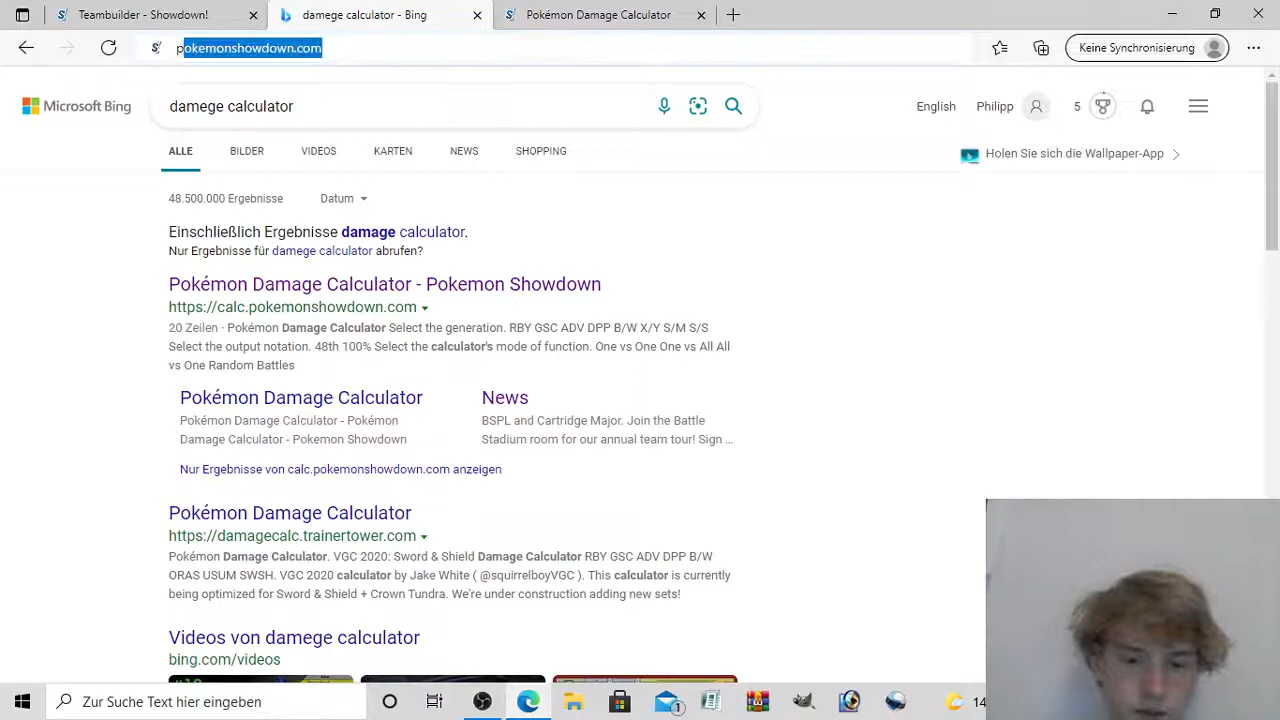 pokemonshowdown.com
Keine Synchronisierung
Microsoft Bing
damege calculator
English
Philipp
5
ALLE
BILDER
VIDEOS
KARTEN
NEWS
SHOPPING
Holen Sie sich die Wallpaper-App
48.500.000 Ergebnisse
Datum
Einschließlich Ergebnisse damage calculator.
Nur Ergebnisse für damege calculator abrufen?
Pokémon Damage Calculator - Pokemon Showdown
https://calc.pokemonshowdown.com
20 Zeilen · Pokémon Damage Calculator Select the generation. RBY GSC ADV DPP B/W X/Y S/M S/S
Select the output notation. 48th 100% Select the calculator's mode of function. One vs One One vs All All
vs One Random Battles
Pokémon Damage Calculator
Pokémon Damage Calculator - Pokémon
Damage Calculator - Pokemon Showdown
News
BSPL and Cartridge Major. Join the Battle
Stadium room for our annual team tour! Sign ...
Nur Ergebnisse von calc.pokemonshowdown.com anzeigen
Pokémon Damage Calculator
https://damagecalc.trainertower.com
Pokémon Damage Calculator. VGC 2020: Sword & Shield Damage Calculator RBY GSC ADV DPP B/W
ORAS USUM SWSH. VGC 2020 calculator by Jake White ( @squirrelboyVGC ). This calculator is currently
being optimized for Sword & Shield + Crown Tundra. We're under construction adding new sets!
Videos von damege calculator
bing.com/videos
Zur Suche Text hier eingeben
1
14